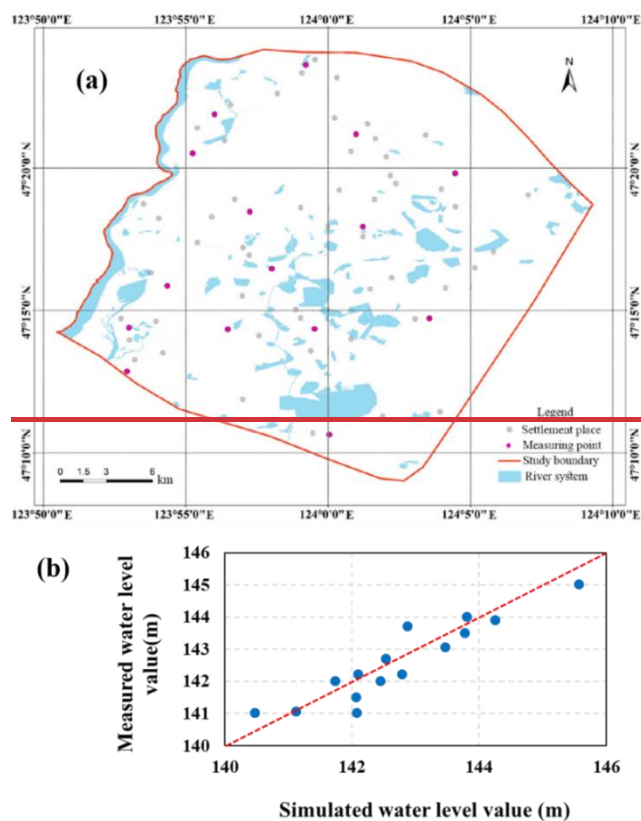 123°50'0"E 123°55'0"E 124°0'0"E 124°5'0"E 124°10'0"E
(a)
N
47°20'0"N 47°20'0"N
47°15'0"N 47°15'0"N
47°10'0"N 47°10'0"N
Legend
Settlement place
Measuring point
Study boundary
River system
0 1.5 3 6
km
123°50'0"E 123°55'0"E 124°0'0"E 124°5'0"E 124°10'0"E
(b)
Measured water level
value(m)
146
145
144
143
142
141
140
140 142 144 146
Simulated water level value (m)